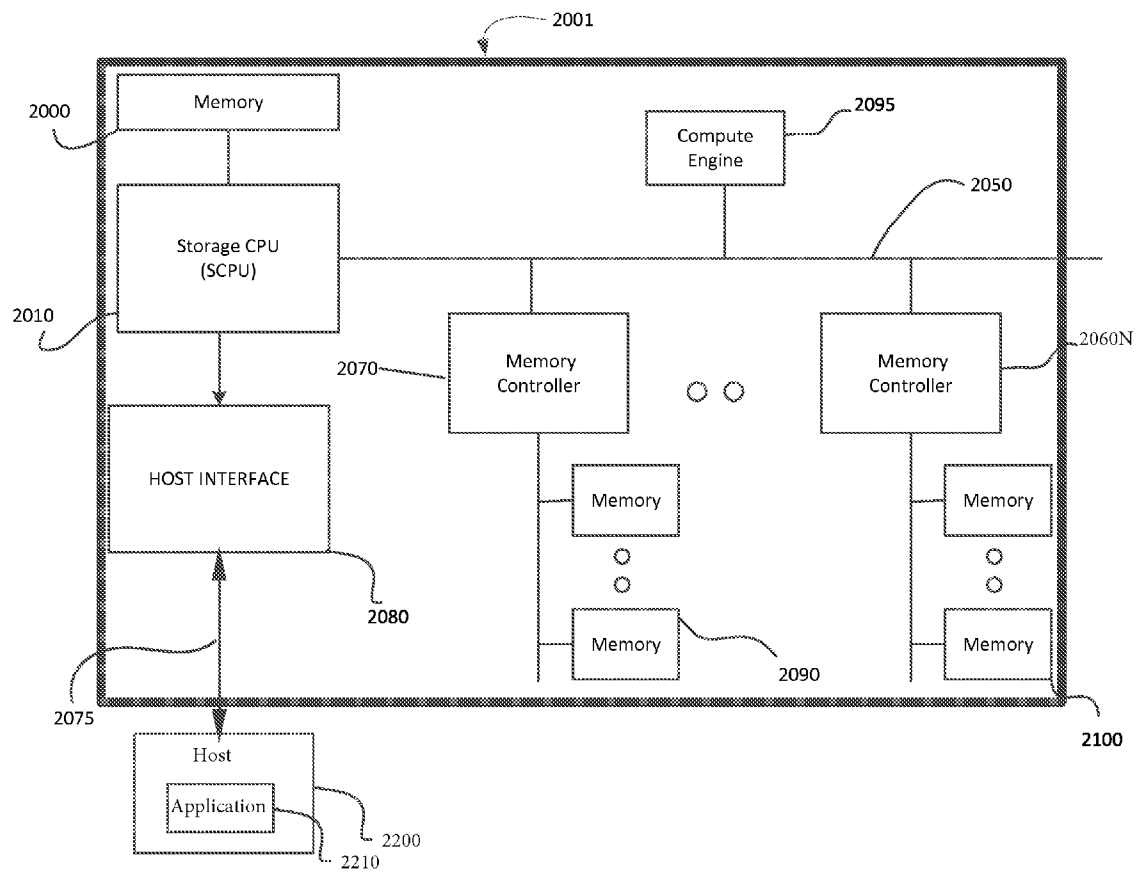 2001
Memory
2000
Compute
Engine
2095
2050
Storage CPU
(SCPU)
2010
2070
Memory
Controller
Memory
Controller
2060N
HOST INTERFACE
Memory
Memory
2080
Memory
2090
Memory
2075
2100
Host
Application
2200
2210